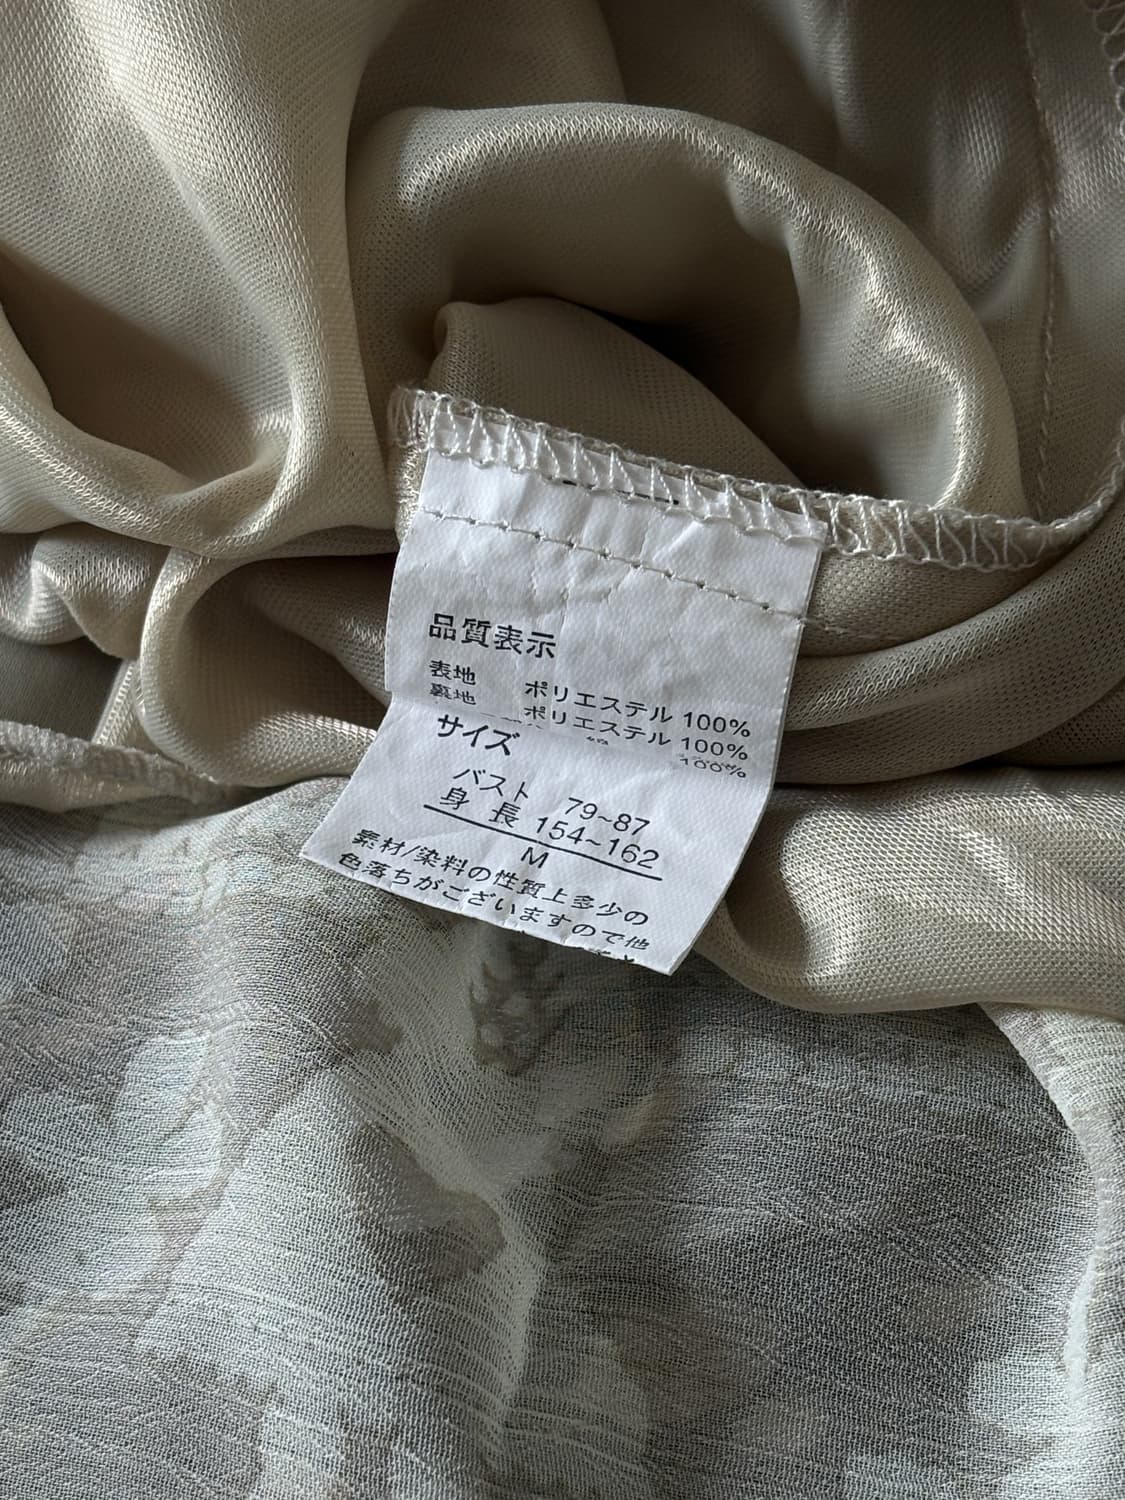 品質表示
表地 ポリエステル 100%
裏地 ポリエステル 100%
綿 100%
サイズ
バスト 79~87
身長 154~162
M
素材/染料の性質上多少の
色落ちがございますので他